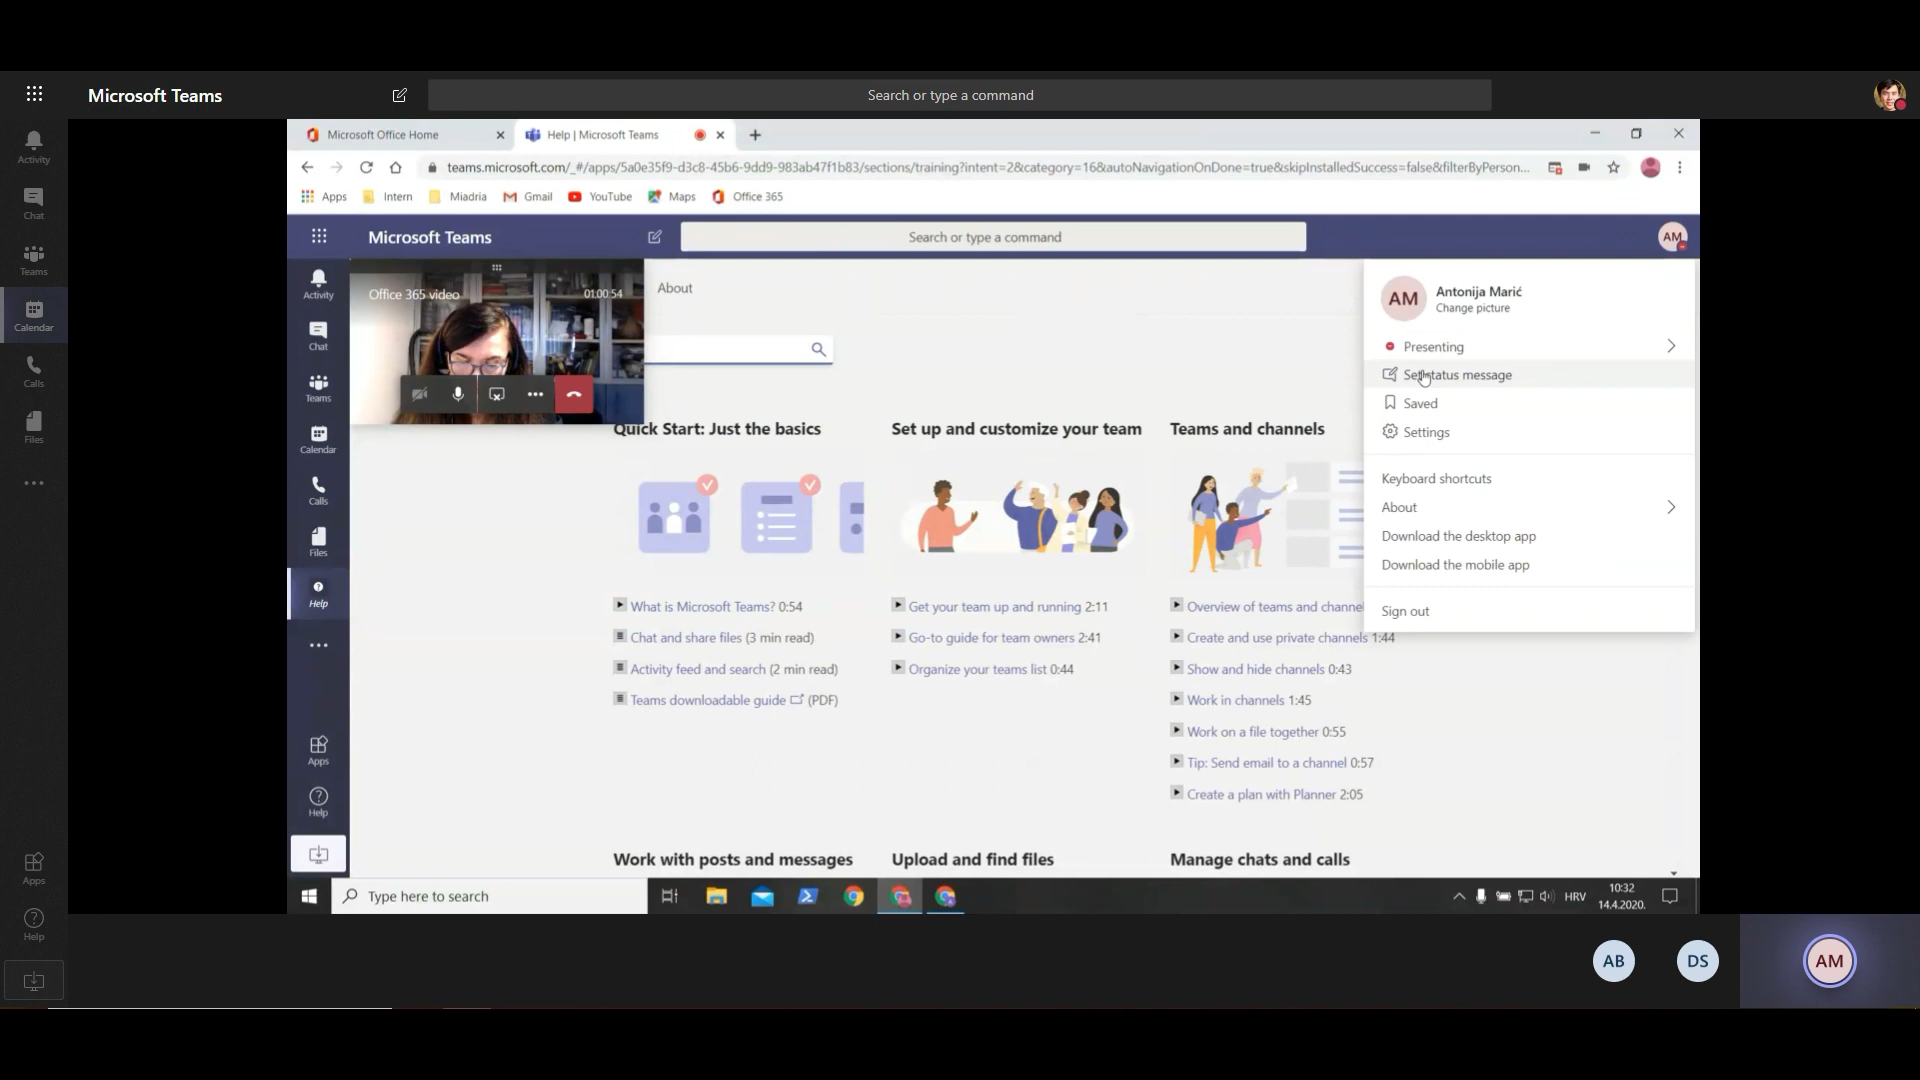 Microsoft Teams
Search or type a command
Activity
Chat
Teams
Calendar
Calls
Files
Apps
Help
Microsoft Office Home
Help | Microsoft Teams
teams.microsoft.com/_#/apps/5a0e35f9-d3c8-45b6-9dd9-983ab47f1b83/sections/training?intent=2&category=16&autoNavigationOnDone=true&skipInstalledSuccess=false&filterByPerson...
Apps
Intern
Miadria
Gmail
YouTube
Maps
Office 365
Microsoft Teams
Search or type a command
AM
Activity
Chat
Teams
Calendar
Calls
Files
Help
Apps
Help
Office 365 video
01:00:54
About
AM
Antonija Marić
Change picture
Presenting
Set status message
Saved
Settings
Keyboard shortcuts
About
Download the desktop app
Download the mobile app
Sign out
Quick Start: Just the basics
What is Microsoft Teams? 0:54
Chat and share files (3 min read)
Activity feed and search (2 min read)
Teams downloadable guide (PDF)
Set up and customize your team
Get your team up and running 2:11
Go-to guide for team owners 2:41
Organize your teams list 0:44
Teams and channels
Overview of teams and channe
Create and use private channels 1:44
Show and hide channels 0:43
Work in channels 1:45
Work on a file together 0:55
Tip: Send email to a channel 0:57
Create a plan with Planner 2:05
Work with posts and messages
Upload and find files
Manage chats and calls
Type here to search
HRV
10:32
14.4.2020.
AB
DS
AM